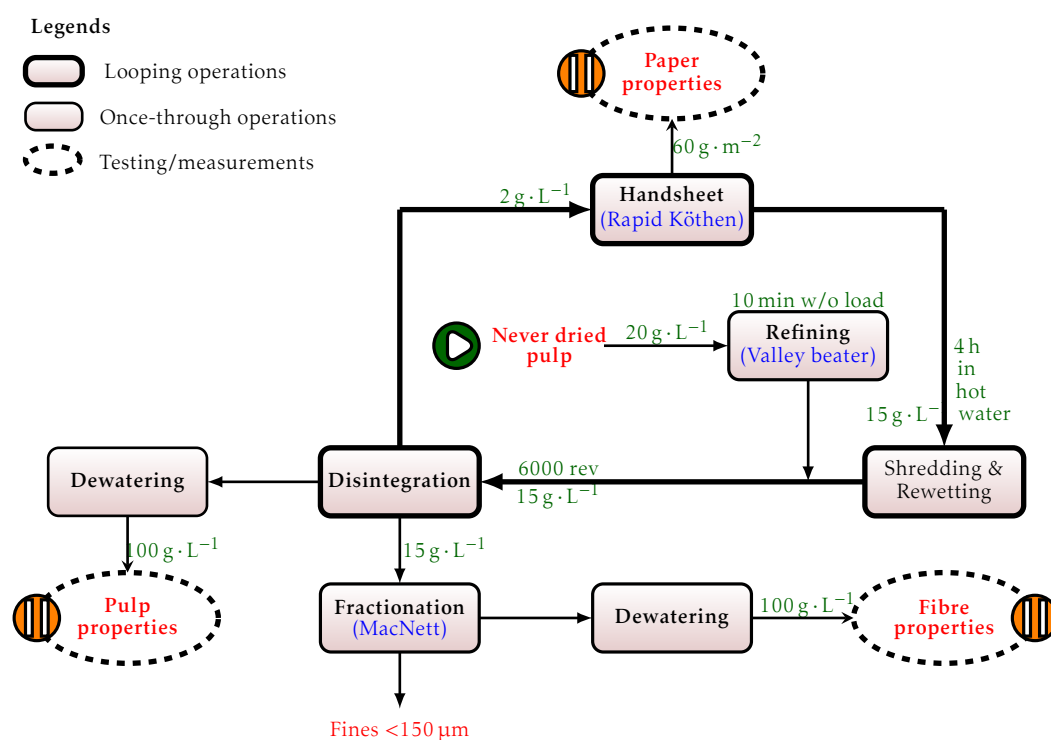 Legends
Looping operations
Once-through operations
Testing/measurements
Paper
properties
60 g·m−2
2 g·L−1
Handsheet
(Rapid Köthen)
10 min w/o load
Never dried
pulp
20 g·L−1
Refining
(Valley beater)
4 h
in
hot
water
15 g·L−
Dewatering
Disintegration
6000 rev
15 g·L−1
Shredding &
Rewetting
100 g·L−1
15 g·L−1
Pulp
properties
Fractionation
(MacNett)
Dewatering
100 g·L−1
Fibre
properties
Fines <150 µm